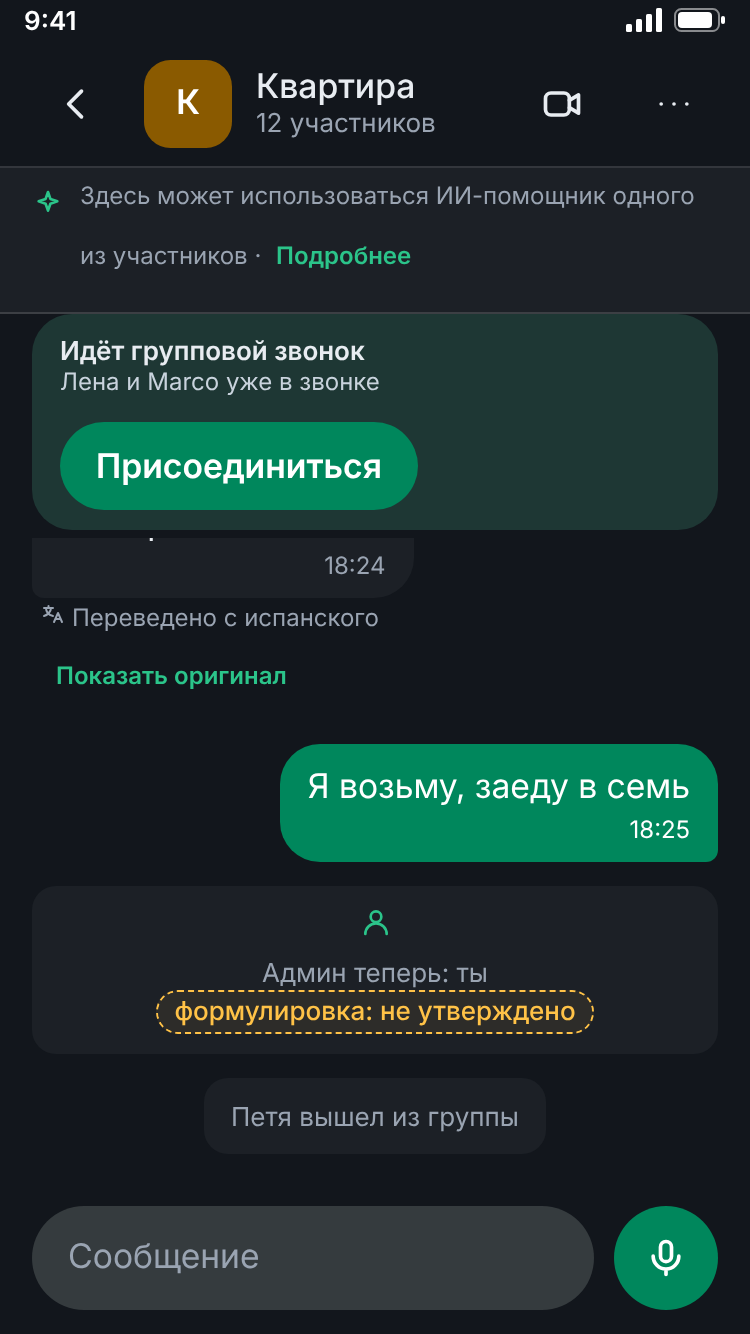 9:41
К
Квартира
12 участников
Здесь может использоваться ИИ-помощник одного
из участников · Подробнее
Идёт групповой звонок
Лена и Marco уже в звонке
Присоединиться
18:24
Переведено с испанского
Показать оригинал
Я возьму, заеду в семь
18:25
Админ теперь: ты
формулировка: не утверждено
Петя вышел из группы
Сообщение